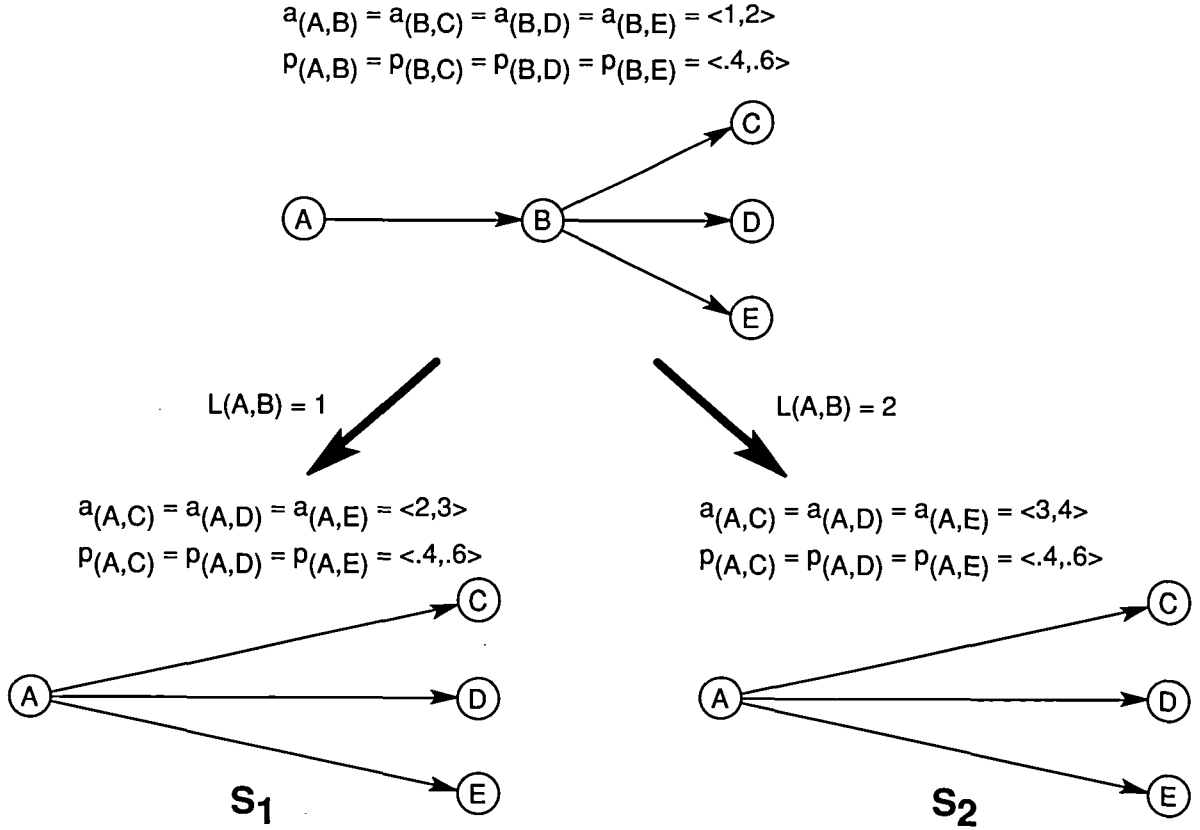 a(A,B) = a(B,C) = a(B,D) = a(B,E) = <1,2>
p(A,B) = p(B,C) = p(B,D) = p(B,E) = <.4,.6>
C
A
B
D
E
L(A,B) = 1
L(A,B) = 2
a(A,C) = a(A,D) = a(A,E) = <2,3>
p(A,C) = p(A,D) = p(A,E) = <.4,.6>
C
A
D
E
S1
a(A,C) = a(A,D) = a(A,E) = <3,4>
p(A,C) = p(A,D) = p(A,E) = <.4,.6>
C
A
D
E
S2